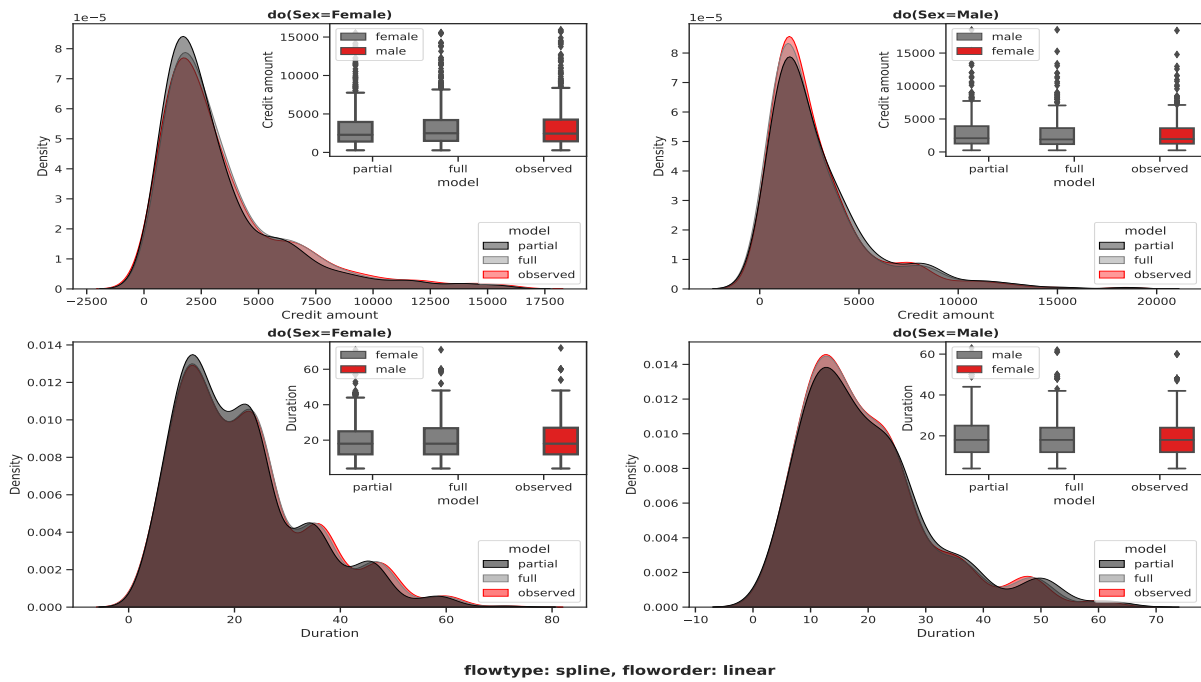 do(Sex=Female)
1e−5
8
7
6
5
4
3
2
1
0
Density
−2500 0 2500 5000 7500 10000 12500 15000 17500
Credit amount
15000
10000
5000
0
Credit amount
female
male
partial full observed
model
model
partial
full
observed
do(Sex=Male)
1e−5
8
7
6
5
4
3
2
1
0
Density
0 5000 10000 15000 20000
Credit amount
15000
10000
5000
0
Credit amount
male
female
partial full observed
model
model
partial
full
observed
do(Sex=Female)
0.014
0.012
0.010
0.008
0.006
0.004
0.002
0.000
Density
0 20 40 60 80
Duration
60
40
20
Duration
female
male
partial full observed
model
model
partial
full
observed
do(Sex=Male)
0.014
0.012
0.010
0.008
0.006
0.004
0.002
0.000
Density
−10 0 10 20 30 40 50 60 70
Duration
60
40
20
Duration
male
female
partial full observed
model
model
partial
full
observed
flowtype: spline, floworder: linear